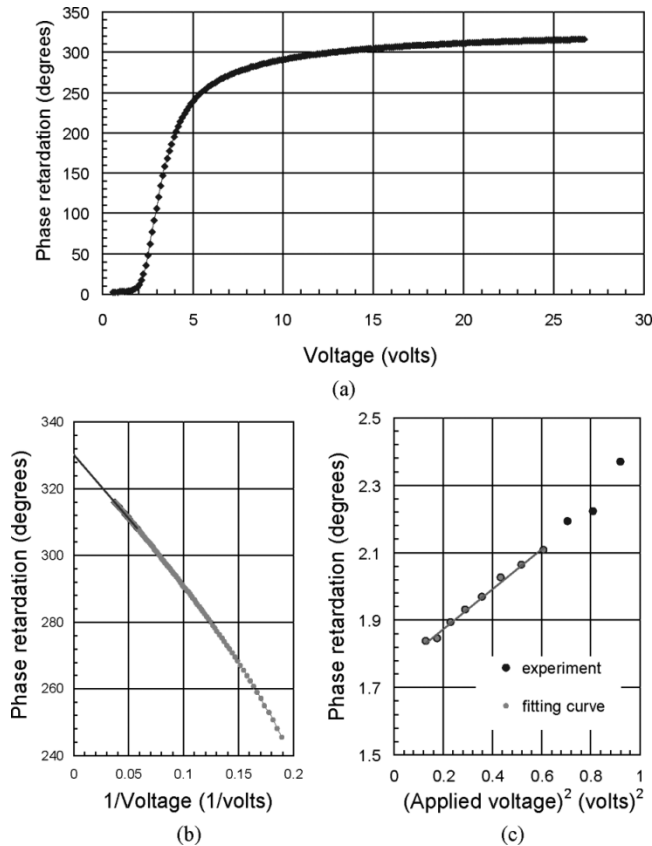 350
300
250
200
150
100
50
0
Phase retardation (degrees)
0 5 10 15 20 25 30
Voltage (volts)
(a)
340
320
300
280
260
240
Phase retardation (degrees)
0 0.05 0.1 0.15 0.2
1/Voltage (1/volts)
(b)
2.5
2.3
2.1
1.9
1.7
1.5
Phase retardation (degrees)
experiment
fitting curve
0 0.2 0.4 0.6 0.8 1
(Applied voltage)² (volts)²
(c)